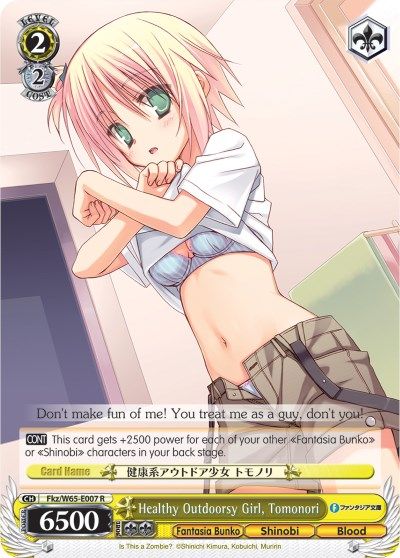 LEVEL
2
2
COST
Don't make fun of me! You treat me as a guy, don't you!
CONT This card gets +2500 power for each of your other «Fantasia Bunko»
or «Shinobi» characters in your back stage.
Card Name 健康系アウトドア少女 トモノリ
CH Fkz/W65-E007 R
Healthy Outdoorsy Girl, Tomonori
ファンタジア文庫
POWER 6500 SOUL
Fantasia Bunko Shinobi Blood
Is This a Zombie? ©Shinichi Kimura, Kobuichi, Muririn